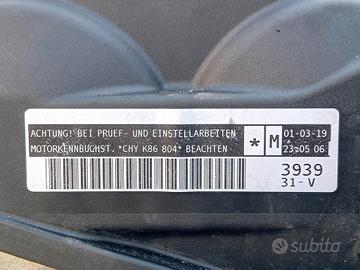 ACHTUNG! BEI PRUEF- UND EINSTELLARBEITEN
MOTORKENNBUCHST. *CHY K86 804* BEACHTEN
* M
01-03-19
23:05 06
3939
31-V
subito